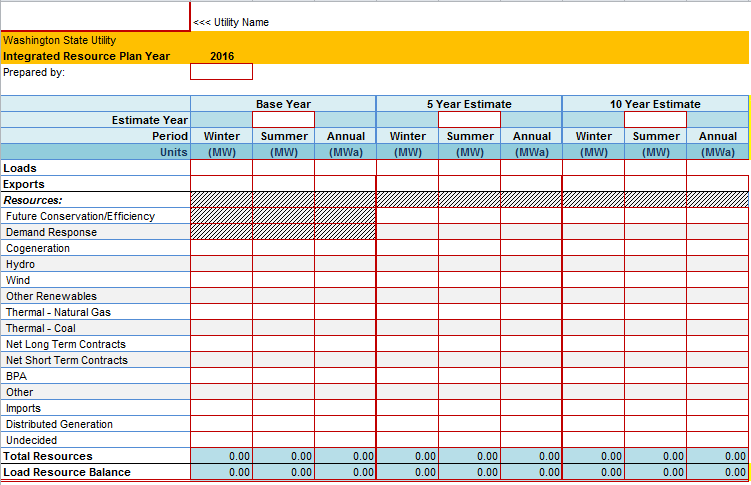 <<< Utility Name
Washington State Utility
Integrated Resource Plan Year 2016
Prepared by:
Base Year 5 Year Estimate 10 Year Estimate
Estimate Year
Period Winter Summer Annual Winter Summer Annual Winter Summer Annual
Units (MW) (MW) (MWa) (MW) (MW) (MWa) (MW) (MW) (MWa)
Loads
Exports
Resources:
Future Conservation/Efficiency
Demand Response
Cogeneration
Hydro
Wind
Other Renewables
Thermal - Natural Gas
Thermal - Coal
Net Long Term Contracts
Net Short Term Contracts
BPA
Other
Imports
Distributed Generation
Undecided
Total Resources 0.00 0.00 0.00 0.00 0.00 0.00 0.00 0.00 0.00
Load Resource Balance 0.00 0.00 0.00 0.00 0.00 0.00 0.00 0.00 0.00